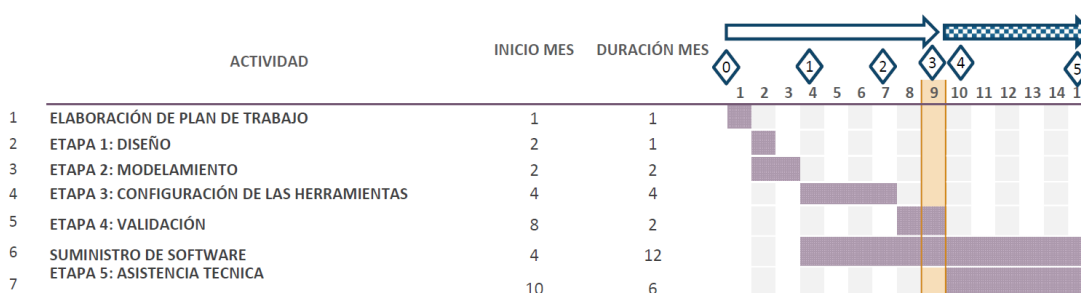 ACTIVIDAD INICIO MES DURACIÓN MES
0 1 2 3 4 5
1 2 3 4 5 6 7 8 9 10 11 12 13 14
1 ELABORACIÓN DE PLAN DE TRABAJO 1 1
2 ETAPA 1: DISEÑO 2 1
3 ETAPA 2: MODELAMIENTO 2 2
4 ETAPA 3: CONFIGURACIÓN DE LAS HERRAMIENTAS 4 4
5 ETAPA 4: VALIDACIÓN 8 2
6 SUMINISTRO DE SOFTWARE 4 12
7 ETAPA 5: ASISTENCIA TECNICA 10 6